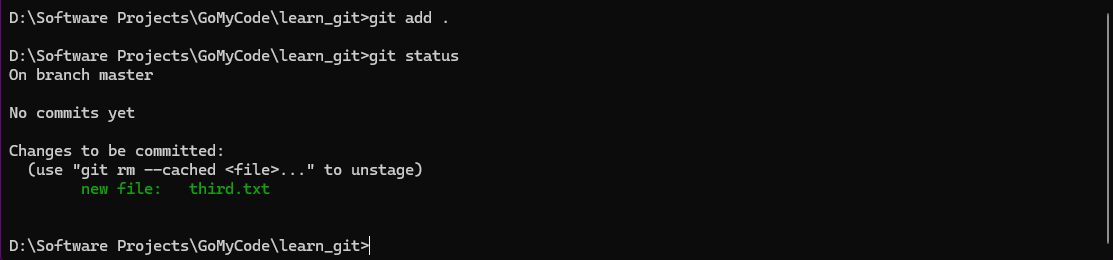 D:\Software Projects\GoMyCode\learn_git>git add .
D:\Software Projects\GoMyCode\learn_git>git status
On branch master
No commits yet
Changes to be committed:
  (use "git rm --cached <file>..." to unstage)
        new file:   third.txt
D:\Software Projects\GoMyCode\learn_git>